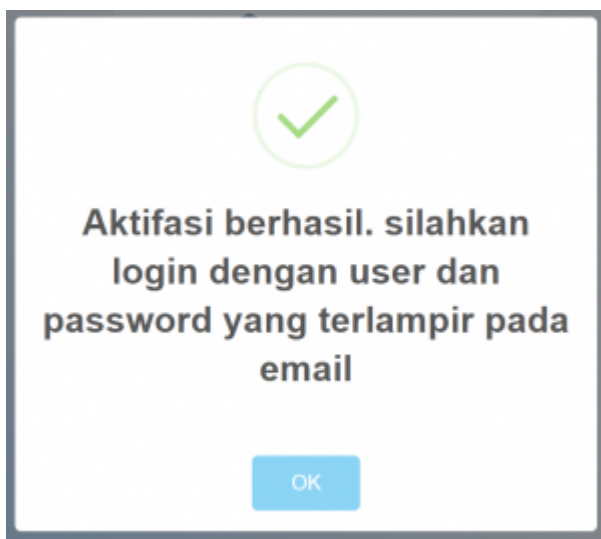 Aktifasi berhasil. silahkan
login dengan user dan
password yang terlampir pada
email
OK